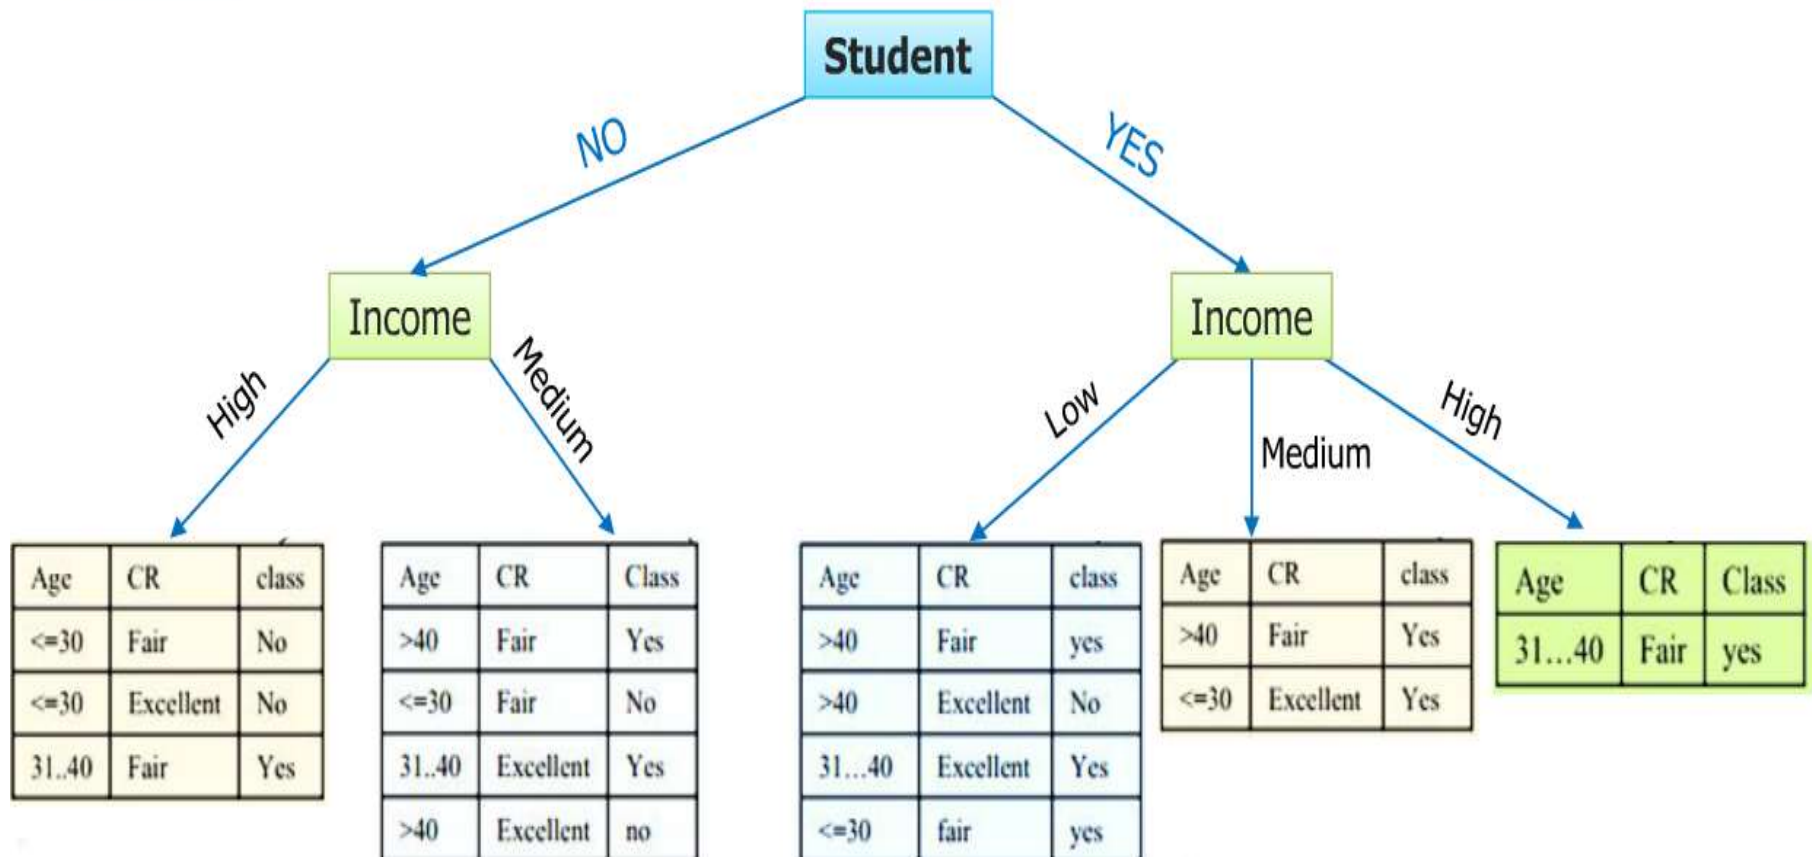 Student
NO
YES
Income
Income
High
Medium
Low
Medium
High
Age CR class
<=30 Fair No
<=30 Excellent No
31..40 Fair Yes
Age CR Class
>40 Fair Yes
<=30 Fair No
31..40 Excellent Yes
>40 Excellent no
Age CR class
>40 Fair yes
>40 Excellent No
31...40 Excellent Yes
<=30 fair yes
Age CR class
>40 Fair Yes
<=30 Excellent Yes
Age CR Class
31...40 Fair yes